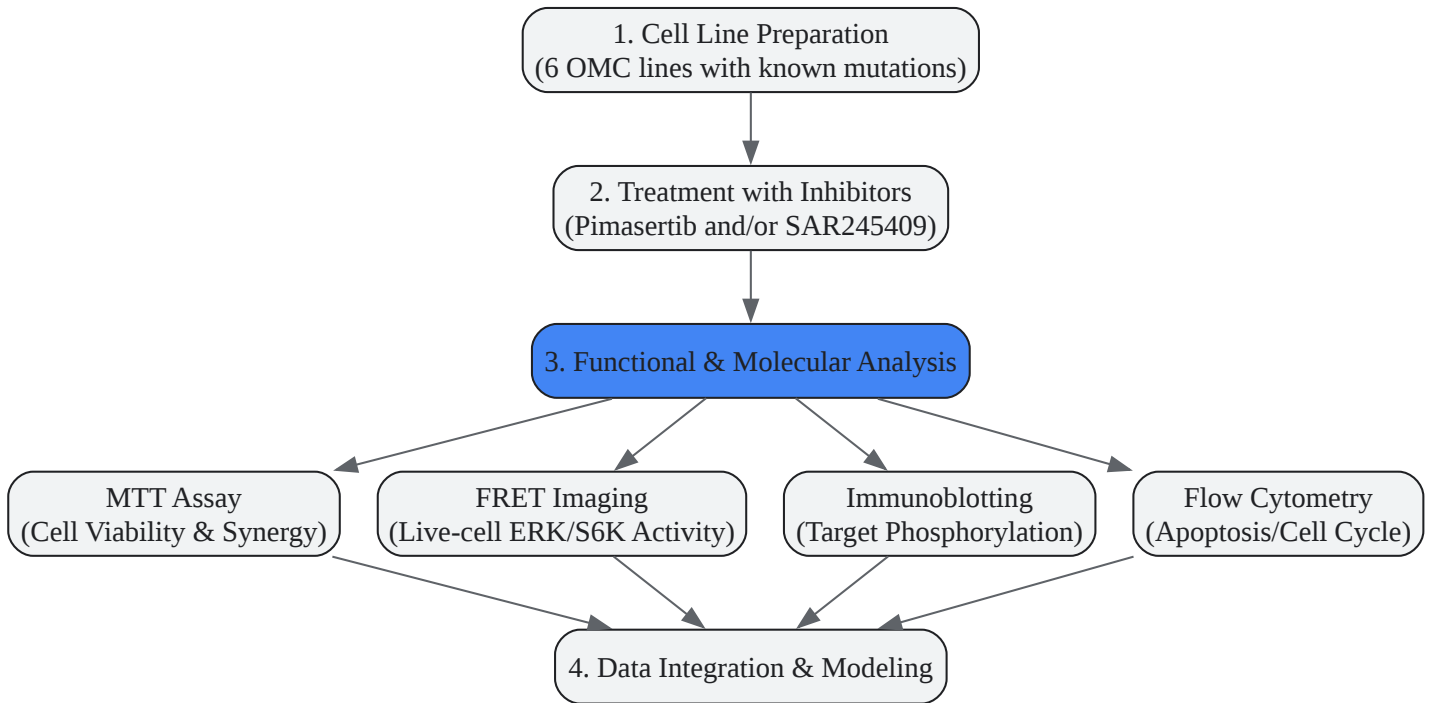 1. Cell Line Preparation
(6 OMC lines with known mutations)
2. Treatment with Inhibitors
(Pimasertib and/or SAR245409)
3. Functional & Molecular Analysis
MTT Assay
(Cell Viability & Synergy)
FRET Imaging
(Live-cell ERK/S6K Activity)
Immunoblotting
(Target Phosphorylation)
Flow Cytometry
(Apoptosis/Cell Cycle)
4. Data Integration & Modeling